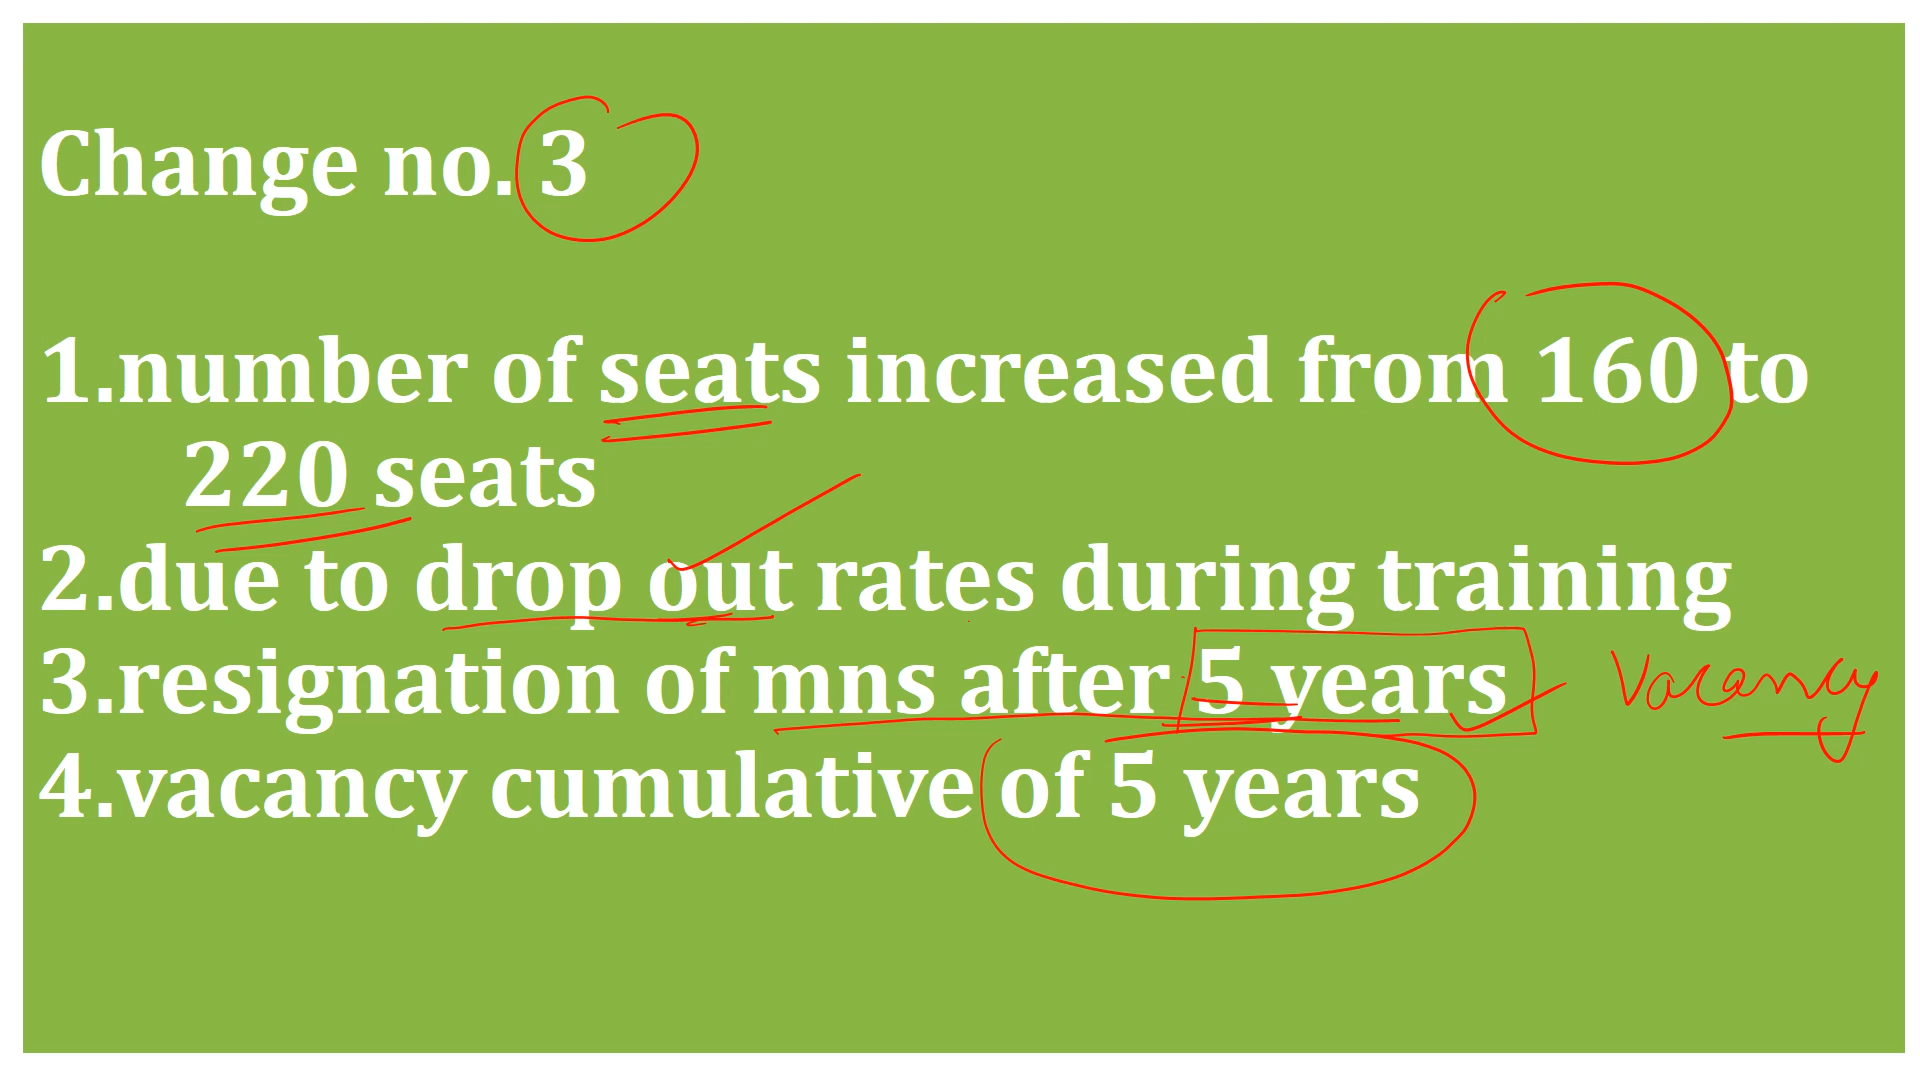 Change no. 3
1.number of seats increased from 160 to
220 seats
2.due to drop out rates during training
3.resignation of mns after 5 years Vacancy
4.vacancy cumulative of 5 years